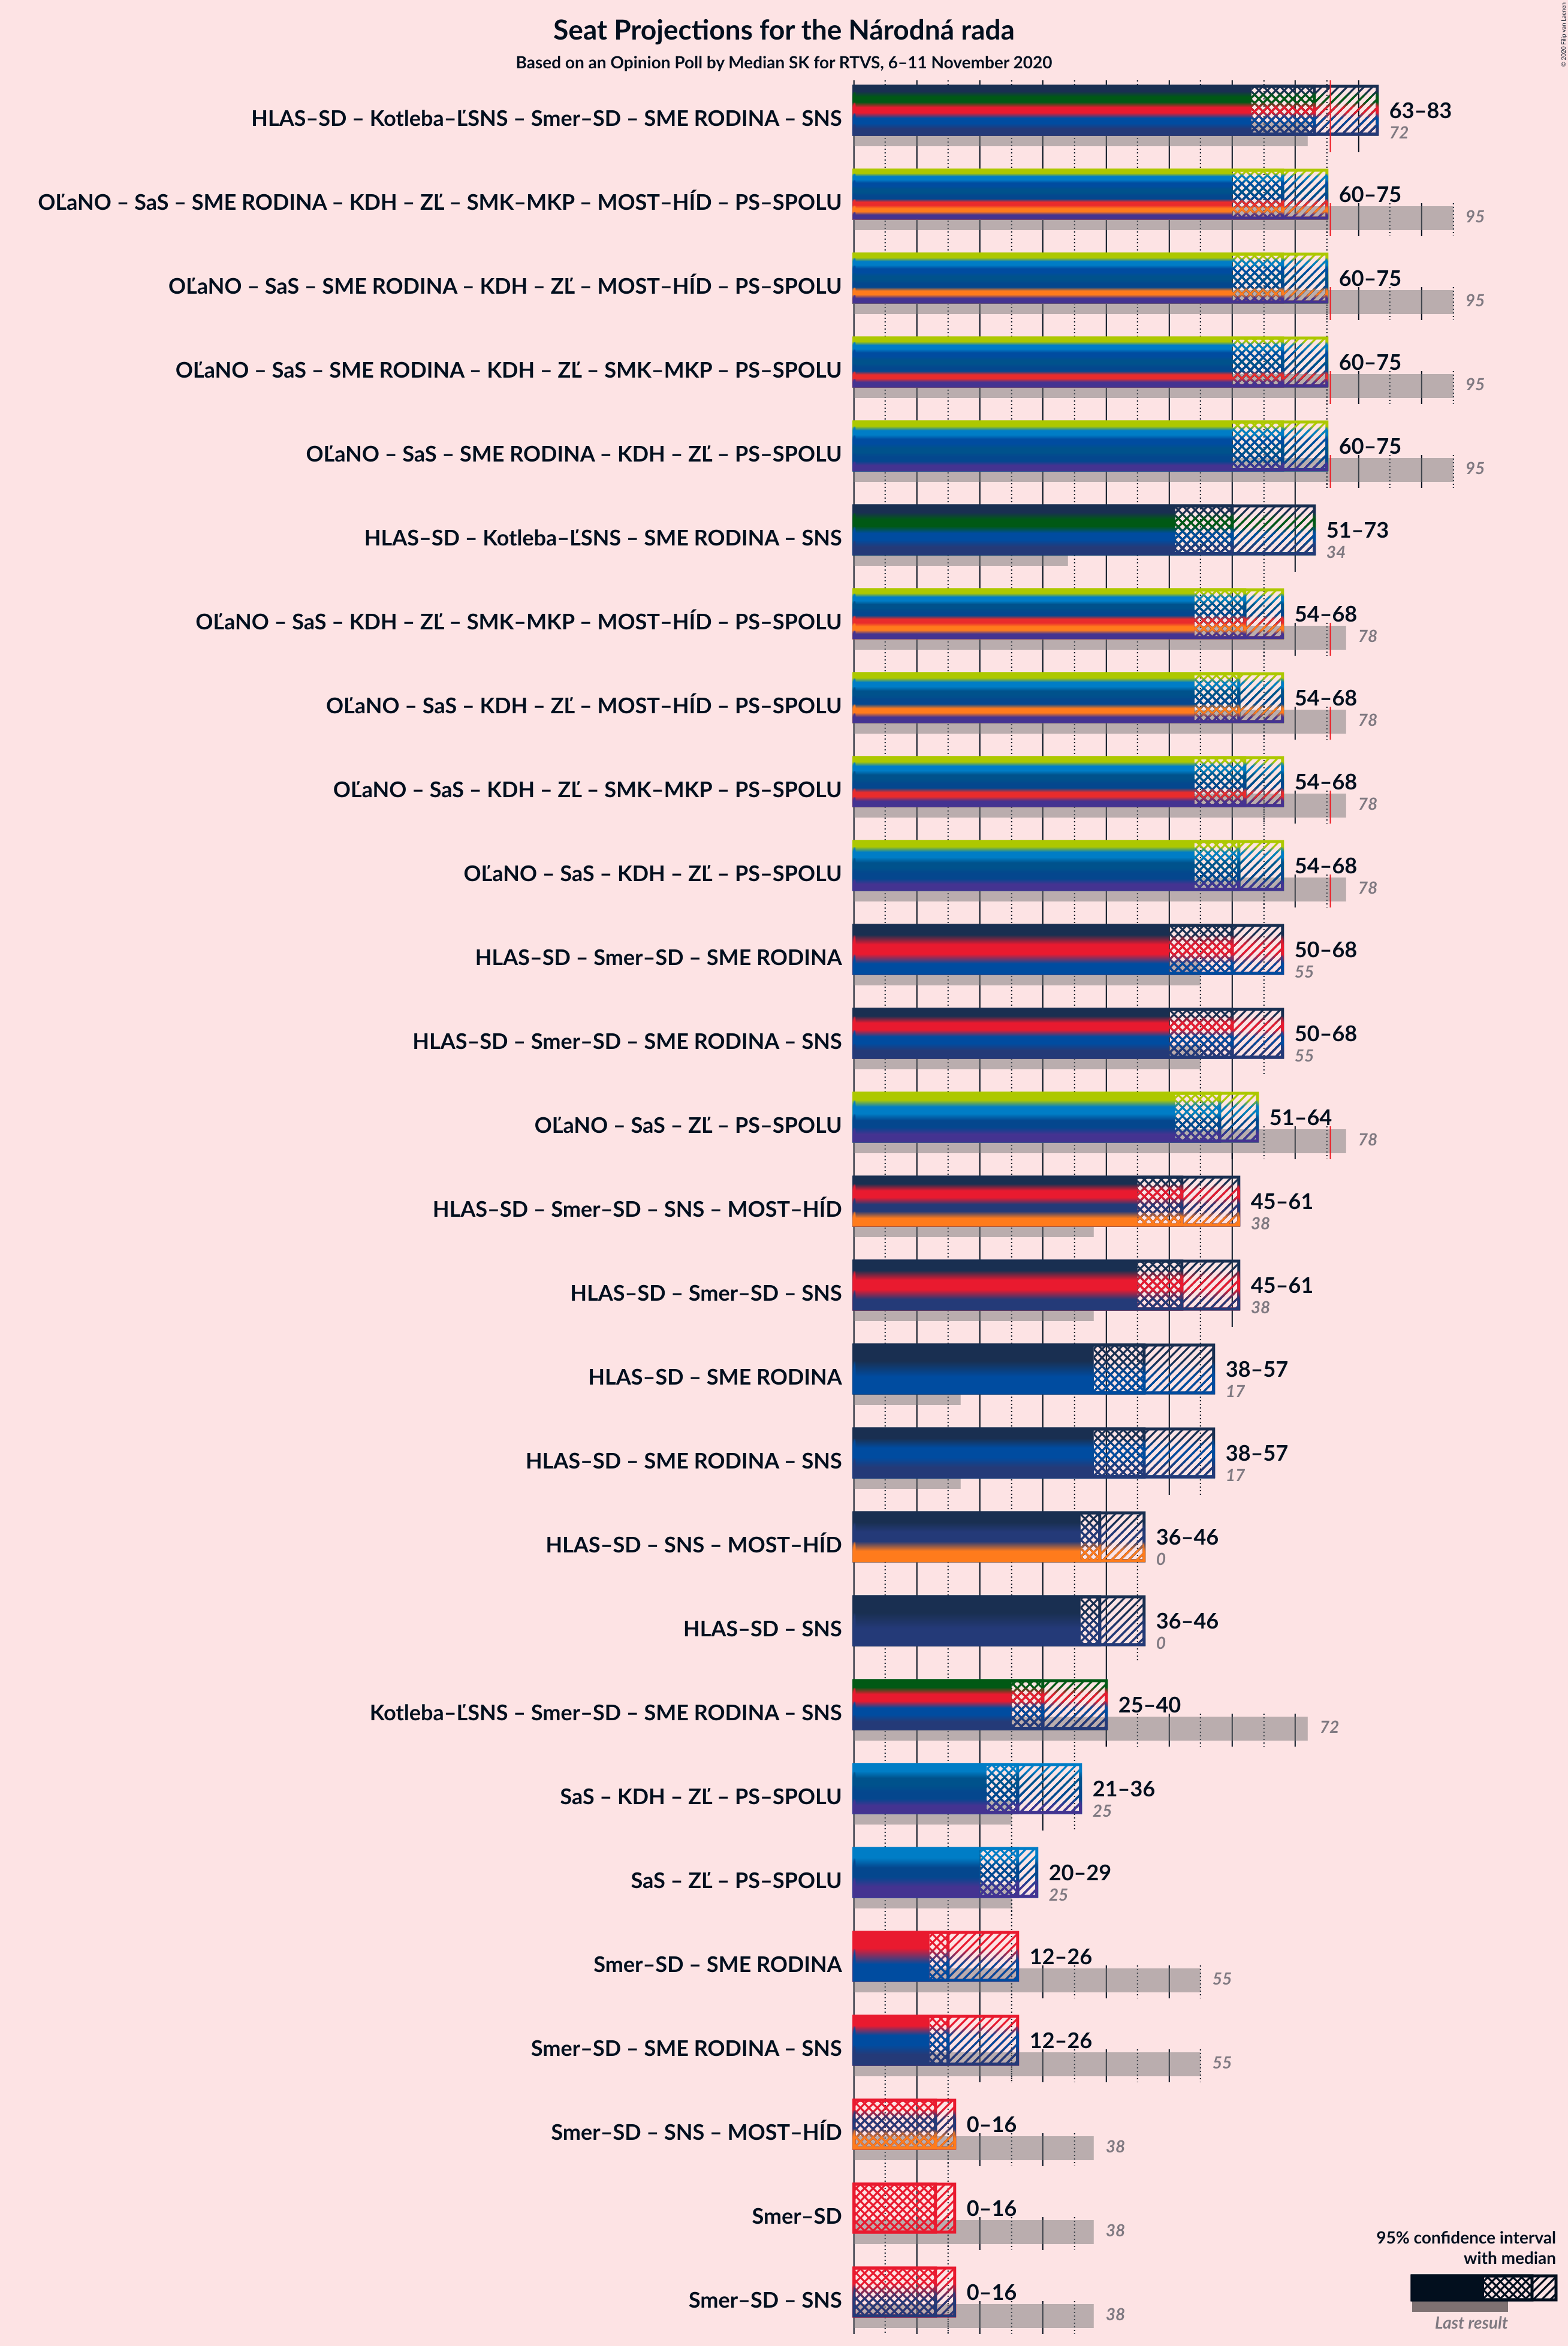 © 2020 Filip van Laenen
Seat Projections for the Národná rada
Based on an Opinion Poll by Median SK for RTVS, 6–11 November 2020
HLAS–SD – Kotleba–ĽSNS – Smer–SD – SME RODINA – SNS
63–83
72
OĽaNO – SaS – SME RODINA – KDH – ZĽ – SMK–MKP – MOST–HÍD – PS–SPOLU
60–75
95
OĽaNO – SaS – SME RODINA – KDH – ZĽ – MOST–HÍD – PS–SPOLU
60–75
95
OĽaNO – SaS – SME RODINA – KDH – ZĽ – SMK–MKP – PS–SPOLU
60–75
95
OĽaNO – SaS – SME RODINA – KDH – ZĽ – PS–SPOLU
60–75
95
HLAS–SD – Kotleba–ĽSNS – SME RODINA – SNS
51–73
34
OĽaNO – SaS – KDH – ZĽ – SMK–MKP – MOST–HÍD – PS–SPOLU
54–68
78
OĽaNO – SaS – KDH – ZĽ – MOST–HÍD – PS–SPOLU
54–68
78
OĽaNO – SaS – KDH – ZĽ – SMK–MKP – PS–SPOLU
54–68
78
OĽaNO – SaS – KDH – ZĽ – PS–SPOLU
54–68
78
HLAS–SD – Smer–SD – SME RODINA
50–68
55
HLAS–SD – Smer–SD – SME RODINA – SNS
50–68
55
OĽaNO – SaS – ZĽ – PS–SPOLU
51–64
78
HLAS–SD – Smer–SD – SNS – MOST–HÍD
45–61
38
HLAS–SD – Smer–SD – SNS
45–61
38
HLAS–SD – SME RODINA
38–57
17
HLAS–SD – SME RODINA – SNS
38–57
17
HLAS–SD – SNS – MOST–HÍD
36–46
0
HLAS–SD – SNS
36–46
0
Kotleba–ĽSNS – Smer–SD – SME RODINA – SNS
25–40
72
SaS – KDH – ZĽ – PS–SPOLU
21–36
25
SaS – ZĽ – PS–SPOLU
20–29
25
Smer–SD – SME RODINA
12–26
55
Smer–SD – SME RODINA – SNS
12–26
55
Smer–SD – SNS – MOST–HÍD
0–16
38
Smer–SD
0–16
38
Smer–SD – SNS
0–16
38
95% confidence interval
with median
Last result